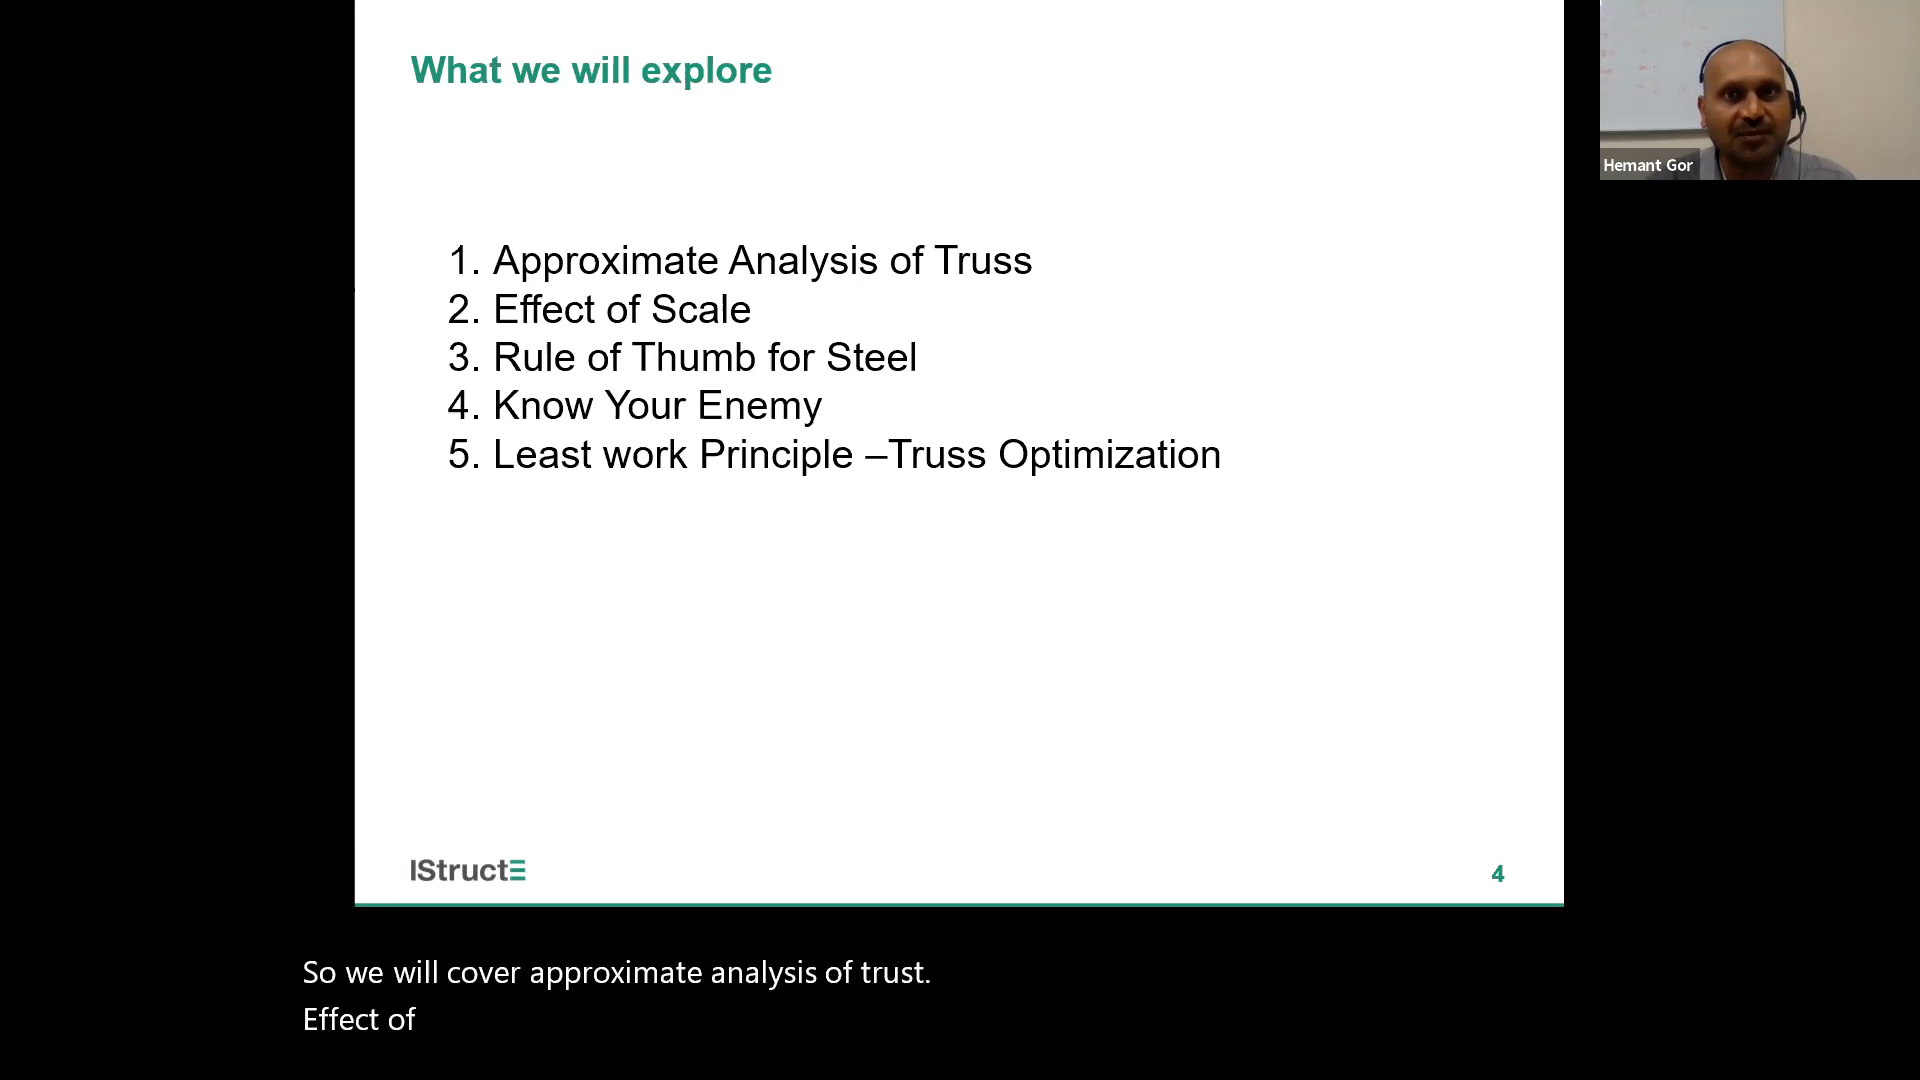 What we will explore
Hemant Gor
1. Approximate Analysis of Truss
2. Effect of Scale
3. Rule of Thumb for Steel
4. Know Your Enemy
5. Least work Principle –Truss Optimization
IStructE
4
So we will cover approximate analysis of trust.
Effect of